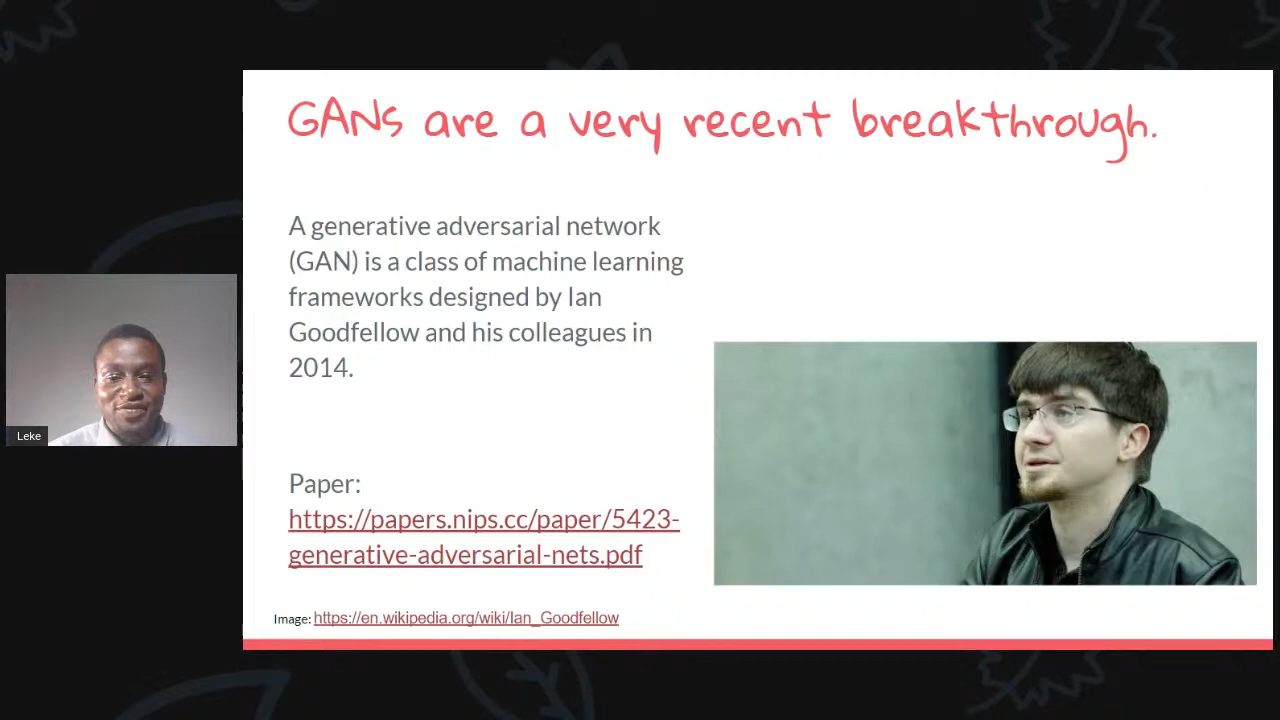 GANs are a very recent breakthrough.
A generative adversarial network
(GAN) is a class of machine learning
frameworks designed by Ian
Goodfellow and his colleagues in
2014.
Leke
Paper:
https://papers.nips.cc/paper/5423-
generative-adversarial-nets.pdf
Image: https://en.wikipedia.org/wiki/Ian_Goodfellow